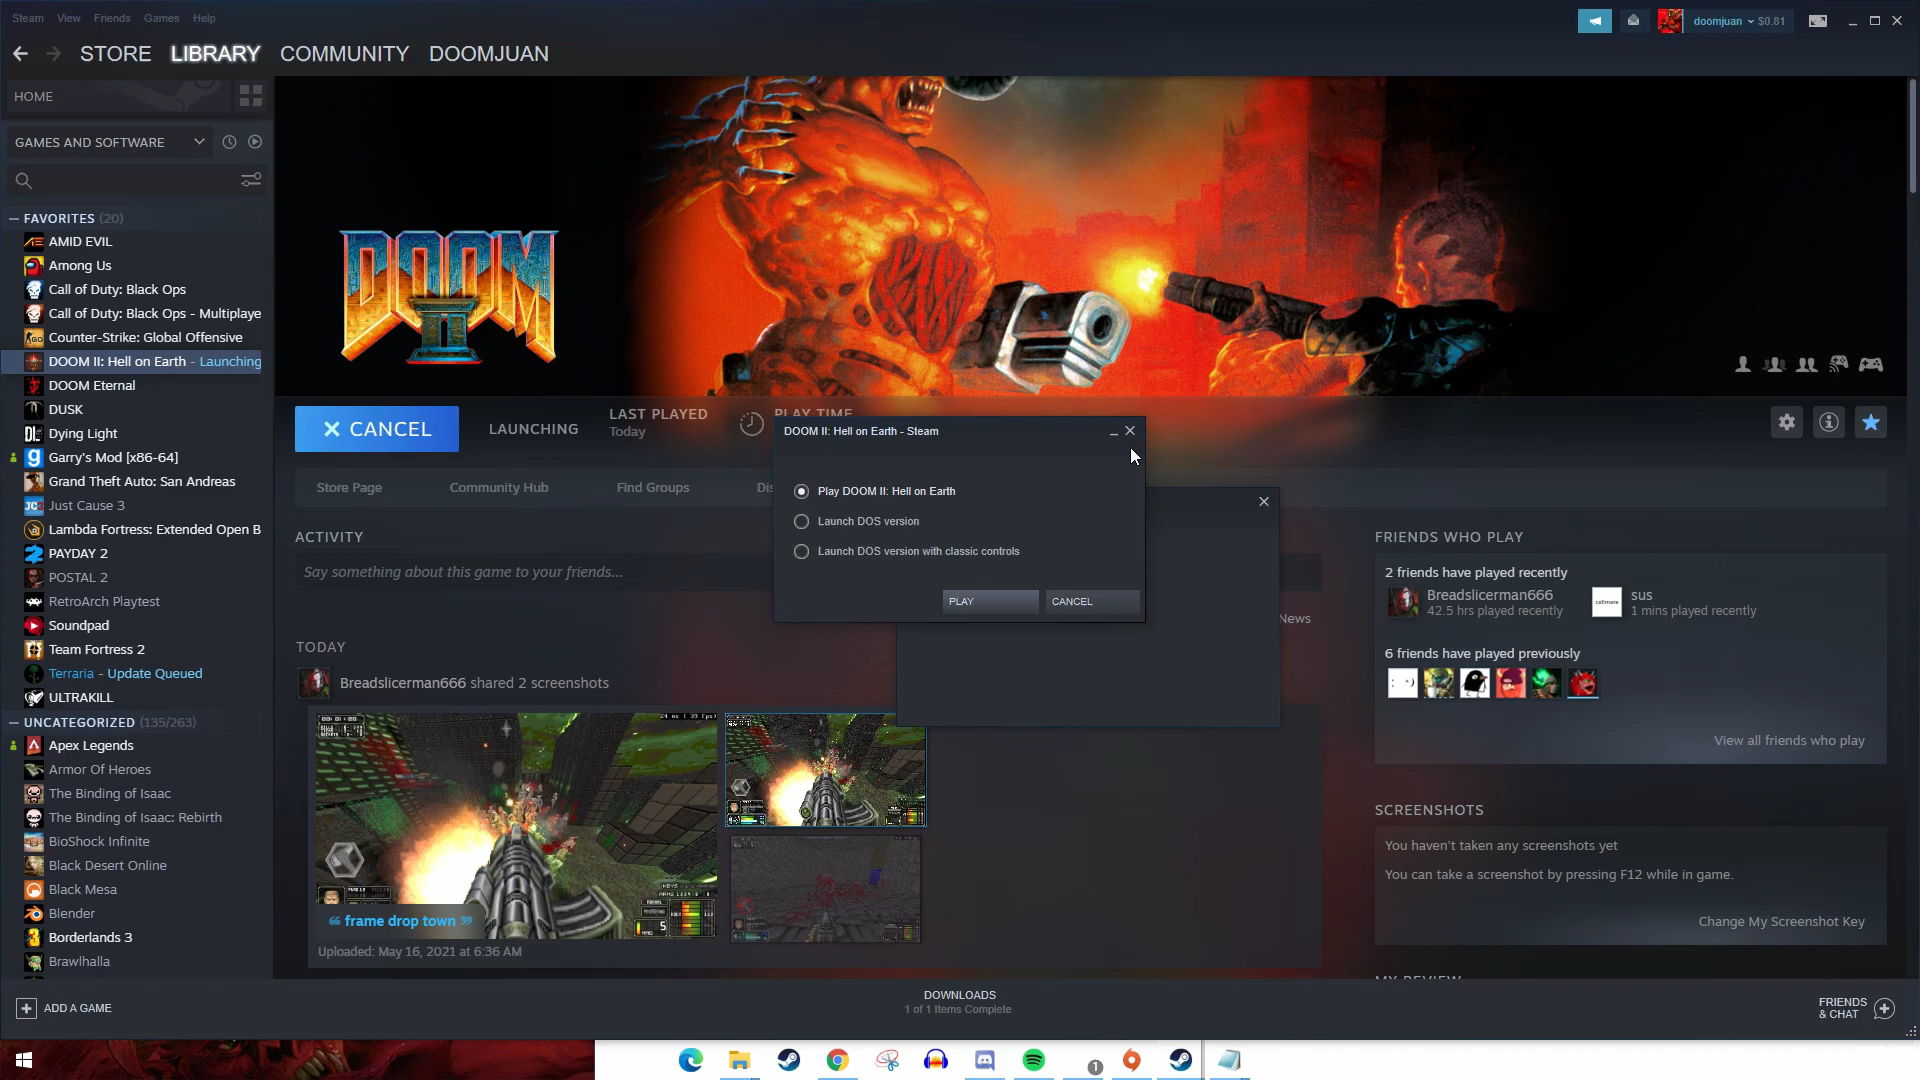 Steam View Friends Games Help
doomjuan $0.81
STORE LIBRARY COMMUNITY DOOMJUAN
HOME
GAMES AND SOFTWARE
FAVORITES (20)
AMID EVIL
Among Us
Call of Duty: Black Ops
Call of Duty: Black Ops - Multiplaye
Counter-Strike: Global Offensive
DOOM II: Hell on Earth - Launching
DOOM Eternal
DUSK
Dying Light
Garry's Mod [x86-64]
Grand Theft Auto: San Andreas
Just Cause 3
Lambda Fortress: Extended Open B
PAYDAY 2
POSTAL 2
RetroArch Playtest
Soundpad
Team Fortress 2
Terraria - Update Queued
ULTRAKILL
UNCATEGORIZED (135/263)
Apex Legends
Armor Of Heroes
The Binding of Isaac
The Binding of Isaac: Rebirth
BioShock Infinite
Black Desert Online
Black Mesa
Blender
Borderlands 3
Brawlhalla
ADD A GAME
DOOM
II
CANCEL
LAUNCHING
LAST PLAYED
Today
PLAY TIME
Store Page Community Hub Find Groups Dis
DOOM II: Hell on Earth - Steam
Play DOOM II: Hell on Earth
Launch DOS version
Launch DOS version with classic controls
PLAY CANCEL
News
ACTIVITY
Say something about this game to your friends...
TODAY
Breadslicerman666 shared 2 screenshots
24 ms ( 39 fps)
KEYS
5
frame drop town
Uploaded: May 16, 2021 at 6:36 AM
FRIENDS WHO PLAY
2 friends have played recently
Breadslicerman666
42.5 hrs played recently
sus
1 mins played recently
6 friends have played previously
View all friends who play
SCREENSHOTS
You haven't taken any screenshots yet
You can take a screenshot by pressing F12 while in game.
Change My Screenshot Key
MY REVIEW
DOWNLOADS
1 of 1 Items Complete
FRIENDS
& CHAT
1